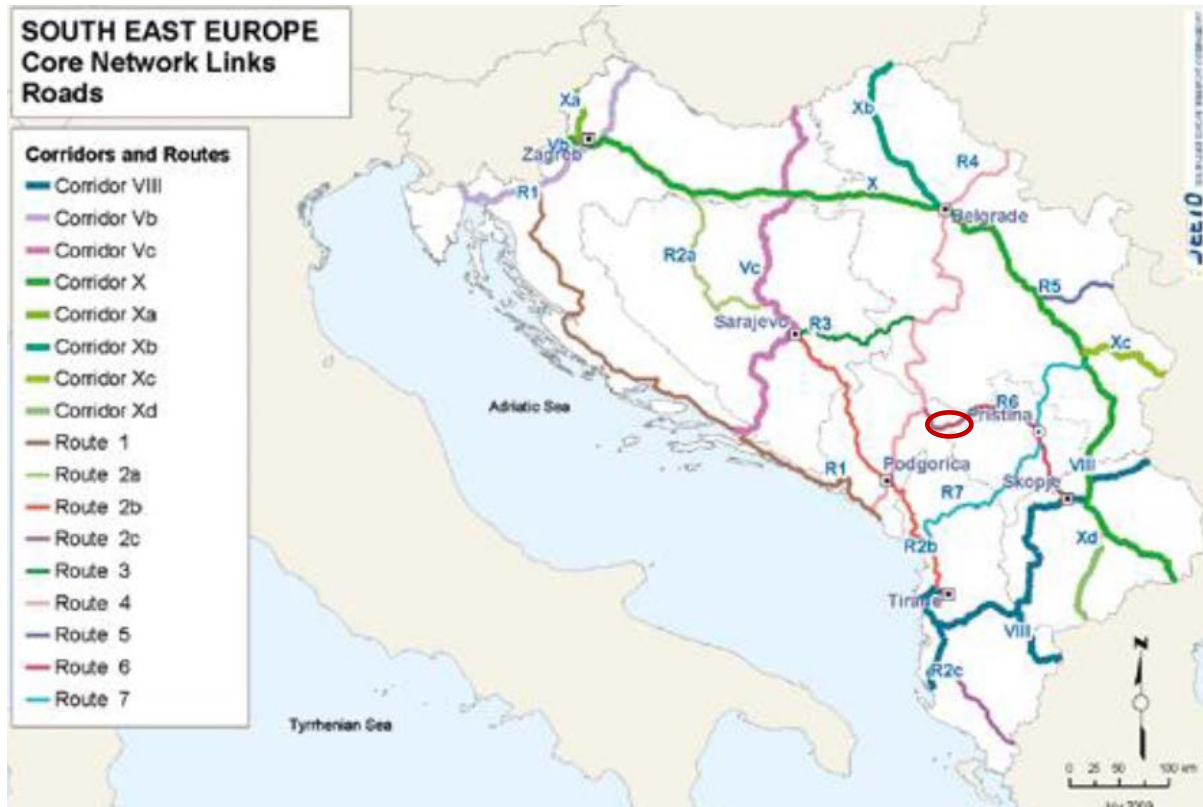 SOUTH EAST EUROPE
Core Network Links
Roads
Corridors and Routes
Corridor VIII
Corridor Vb
Corridor Vc
Corridor X
Corridor Xa
Corridor Xb
Corridor Xc
Corridor Xd
Route 1
Route 2a
Route 2b
Route 2c
Route 3
Route 4
Route 5
Route 6
Route 7
Xa
Vb
Zagreb
R1
Xb
R4
X
Belgrade
R2a
Vc
R5
Sarajevo
R3
Xc
Adriatic Sea
R6
Pristina
R1
Podgorica
VIII
R7
Skopje
R2b
Xd
Tirane
VIII
R2c
Tyrrhenian Sea
0 25 50 100 km